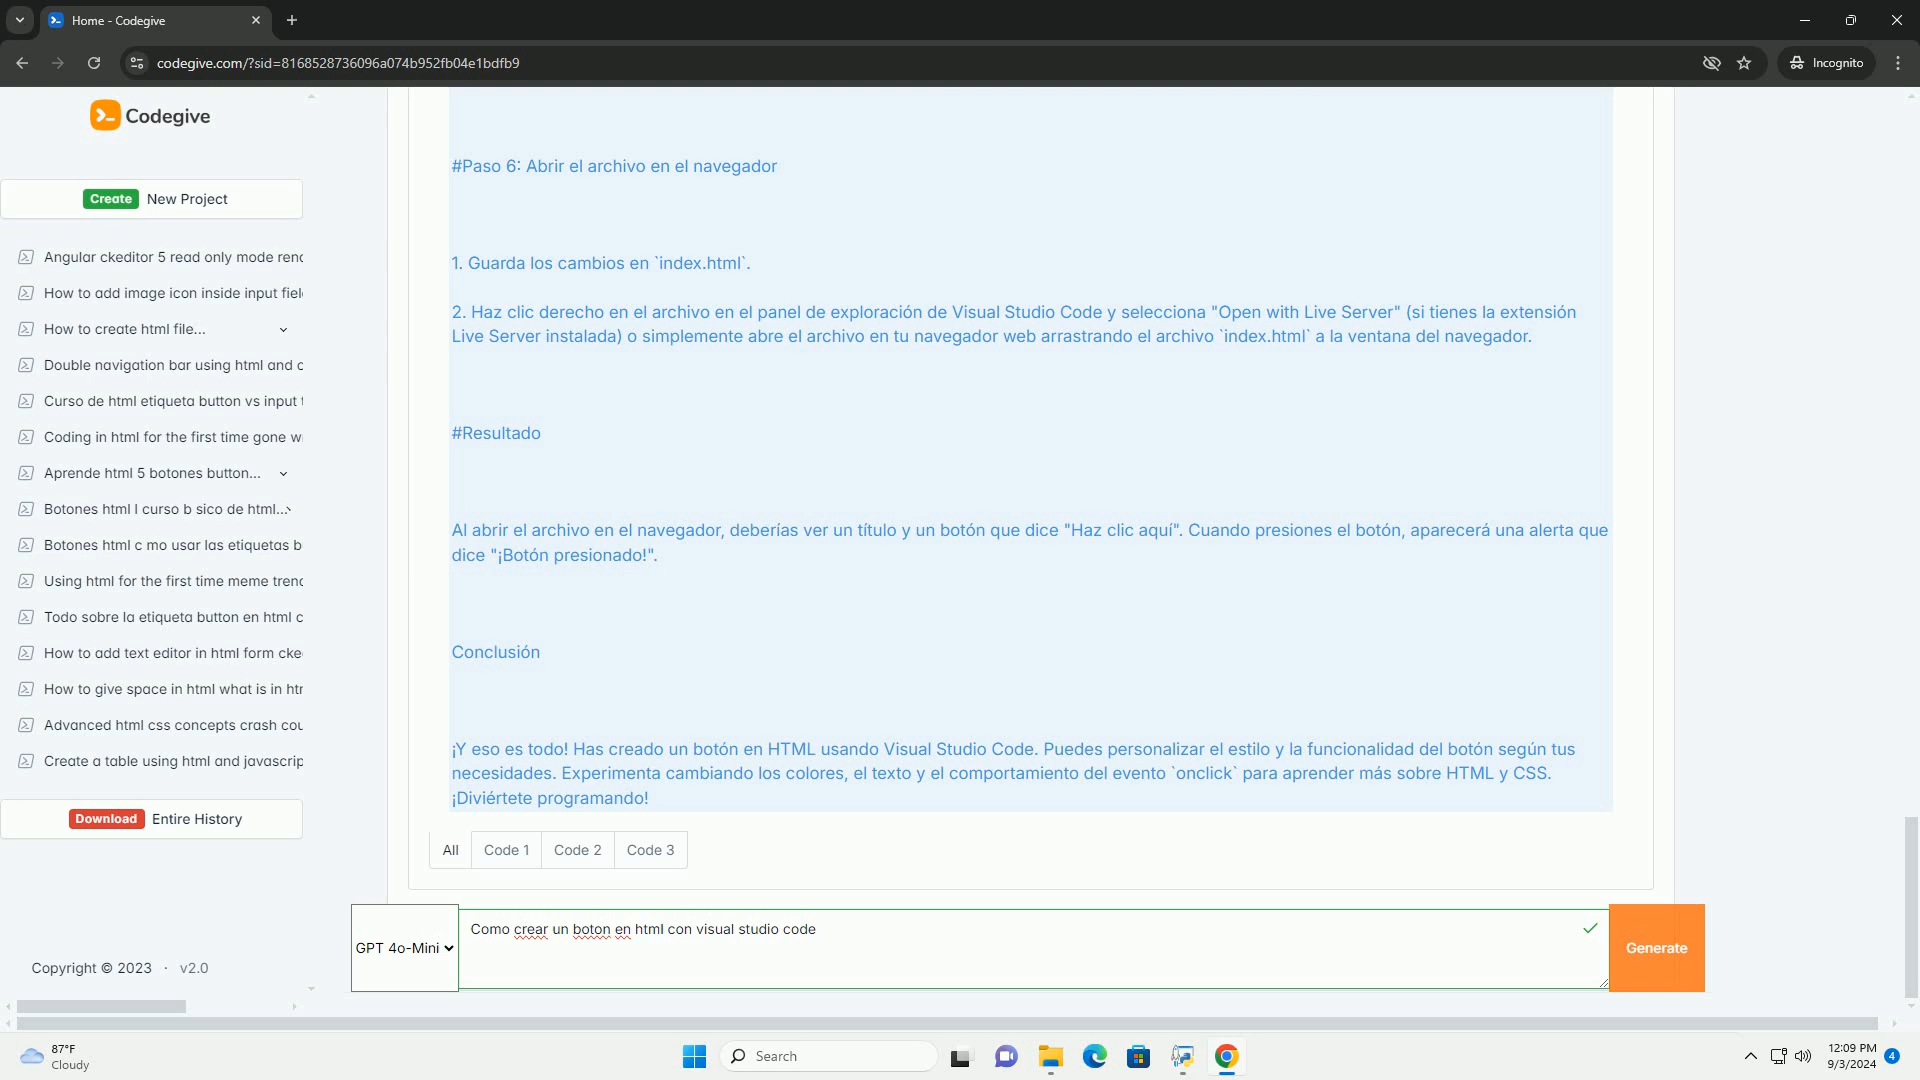 Home - Codegive
codegive.com/?sid=8168528736096a074b952fb04e1bdfb9
Incognito
Codegive
Create New Project
Angular ckeditor 5 read only mode rend
How to add image icon inside input fiel
How to create html file...
Double navigation bar using html and c
Curso de html etiqueta button vs input t
Coding in html for the first time gone w
Aprende html 5 botones button...
Botones html l curso b sico de html...
Botones html c mo usar las etiquetas b
Using html for the first time meme trend
Todo sobre la etiqueta button en html c
How to add text editor in html form cke
How to give space in html what is in htm
Advanced html css concepts crash cou
Create a table using html and javascrip
Download Entire History
Copyright © 2023 · v2.0
#Paso 6: Abrir el archivo en el navegador
1. Guarda los cambios en `index.html`.
2. Haz clic derecho en el archivo en el panel de exploración de Visual Studio Code y selecciona "Open with Live Server" (si tienes la extensión
Live Server instalada) o simplemente abre el archivo en tu navegador web arrastrando el archivo `index.html` a la ventana del navegador.
#Resultado
Al abrir el archivo en el navegador, deberías ver un título y un botón que dice "Haz clic aquí". Cuando presiones el botón, aparecerá una alerta que
dice "¡Botón presionado!".
Conclusión
¡Y eso es todo! Has creado un botón en HTML usando Visual Studio Code. Puedes personalizar el estilo y la funcionalidad del botón según tus
necesidades. Experimenta cambiando los colores, el texto y el comportamiento del evento `onclick` para aprender más sobre HTML y CSS.
¡Diviértete programando!
All Code 1 Code 2 Code 3
GPT 4o-Mini
Como crear un boton en html con visual studio code
Generate
87°F
Cloudy
Search
12:09 PM
9/3/2024
4